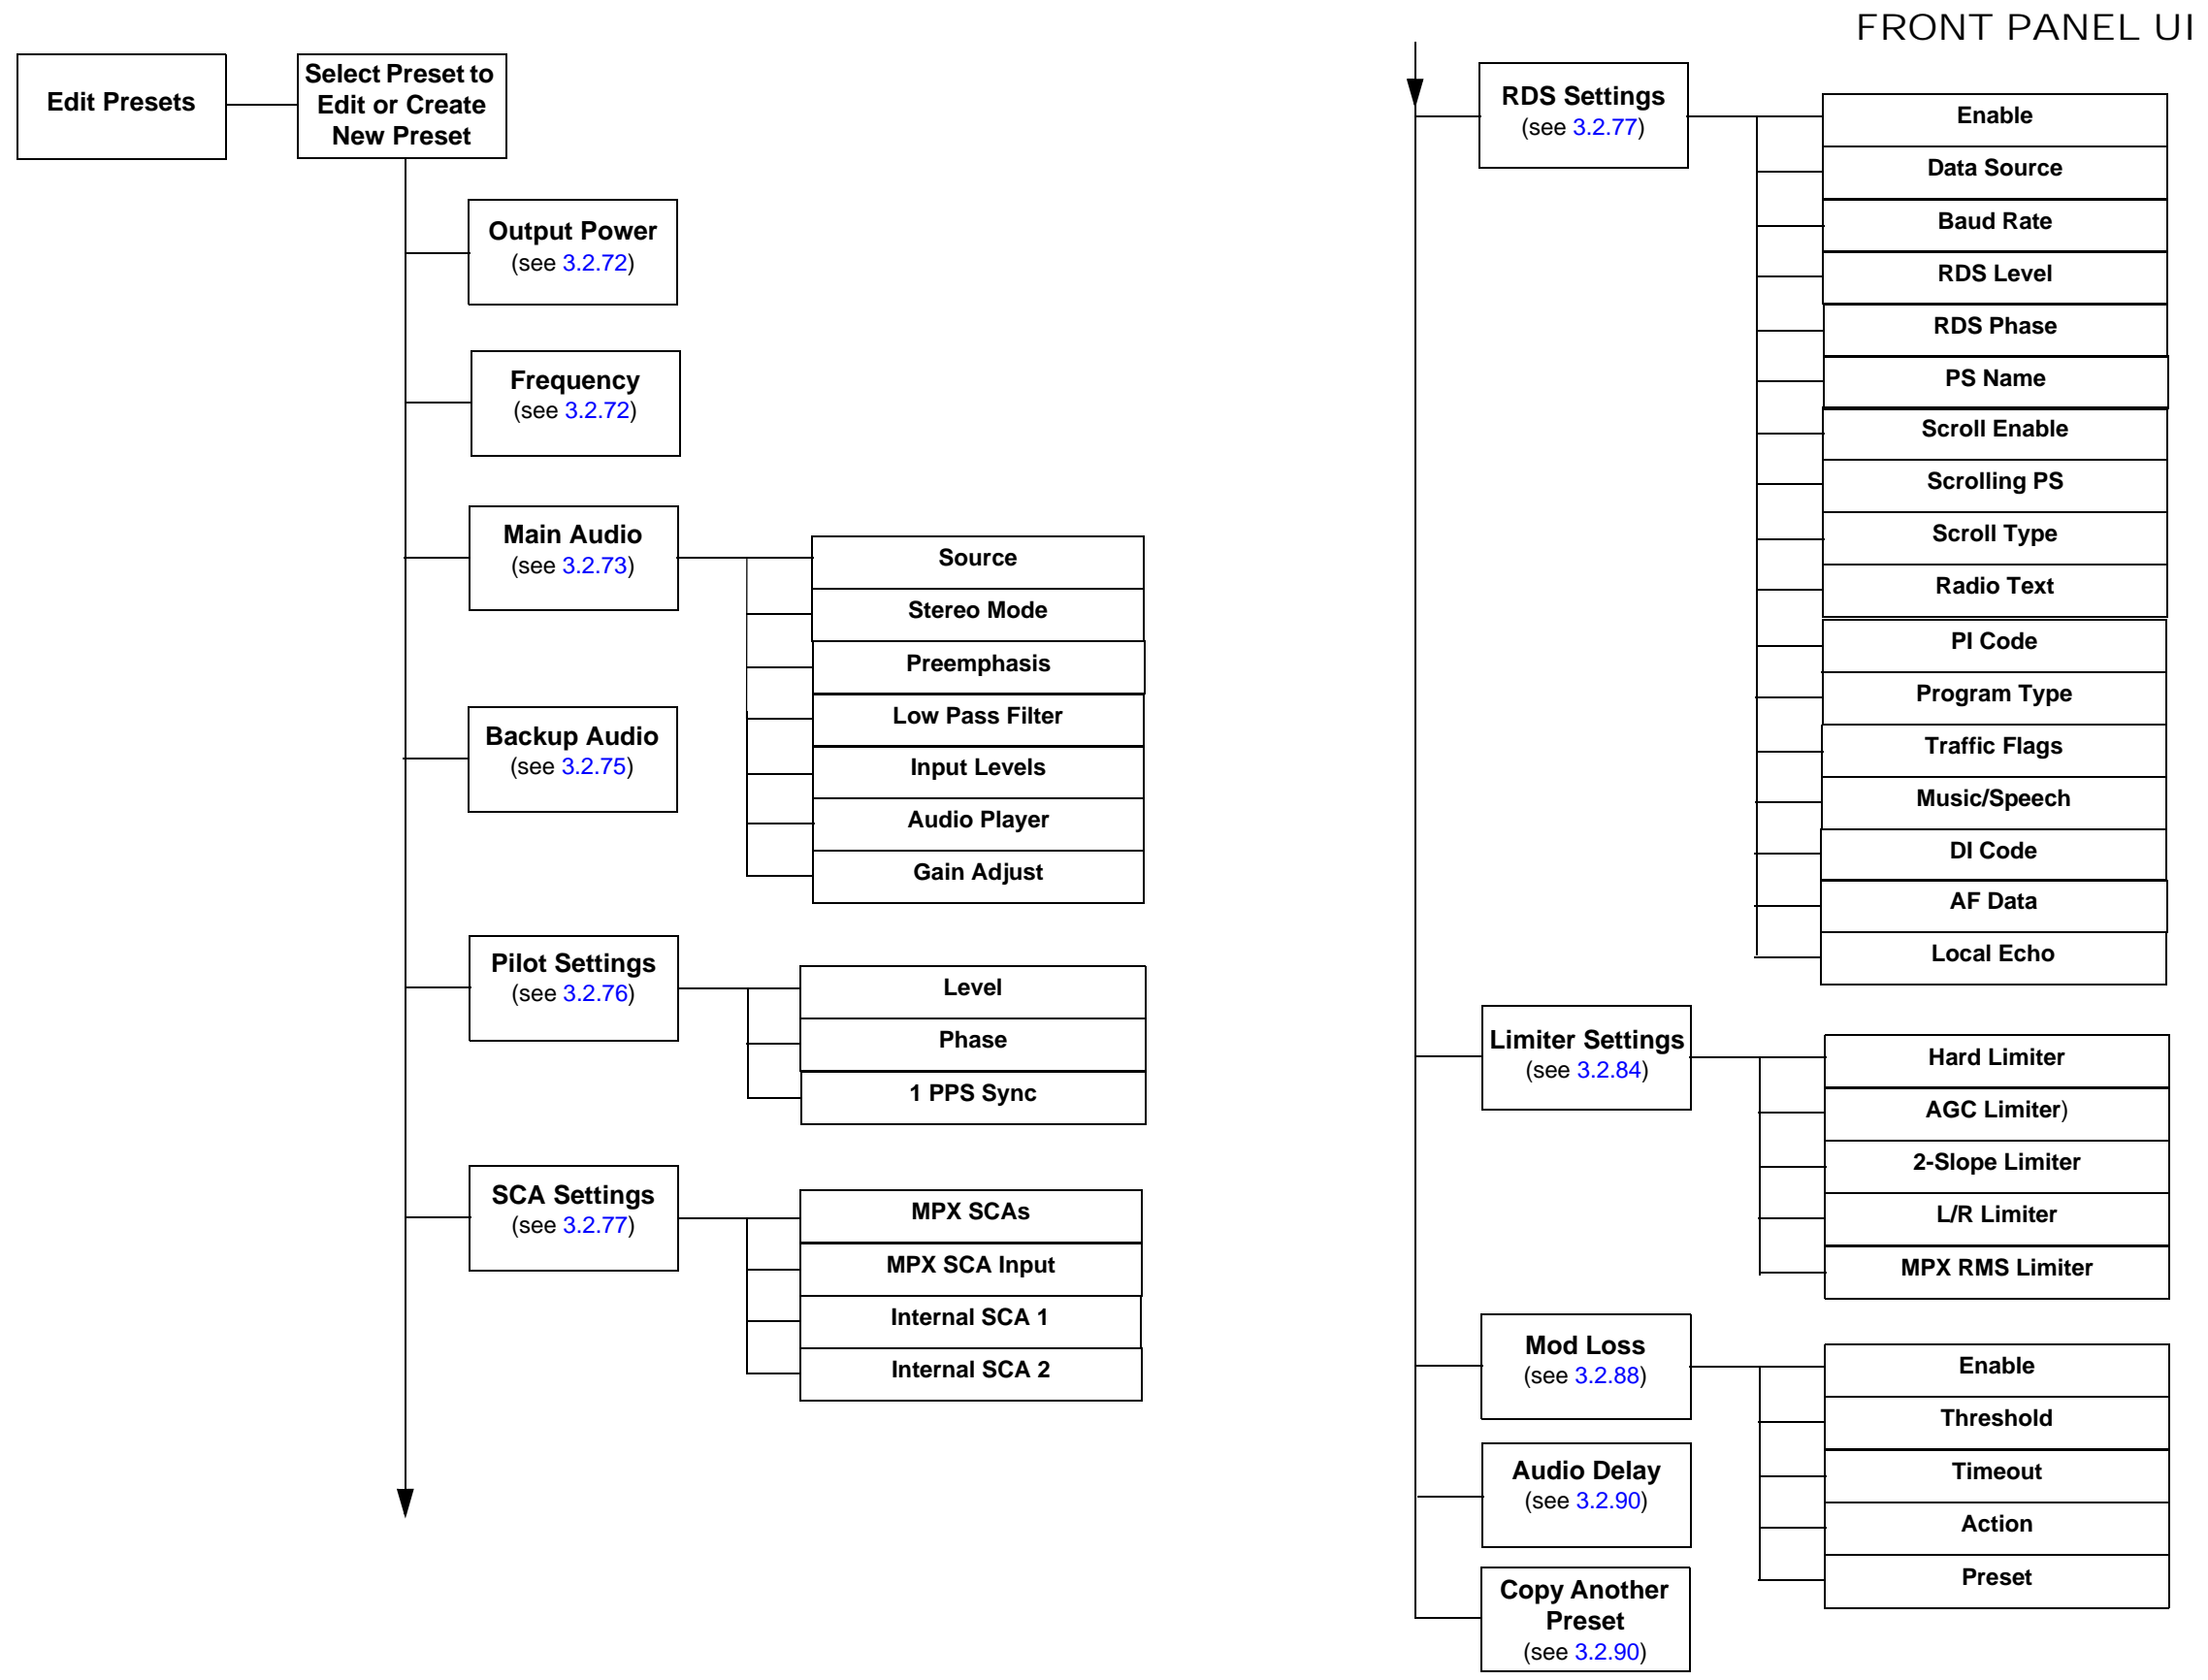 FRONT PANEL UI
Edit Presets
Select Preset to
Edit or Create
New Preset
Output Power
(see 3.2.72)
Frequency
(see 3.2.72)
Main Audio
(see 3.2.73)
Source
Stereo Mode
Preemphasis
Low Pass Filter
Input Levels
Audio Player
Gain Adjust
Backup Audio
(see 3.2.75)
Pilot Settings
(see 3.2.76)
Level
Phase
1 PPS Sync
SCA Settings
(see 3.2.77)
MPX SCAs
MPX SCA Input
Internal SCA 1
Internal SCA 2
RDS Settings
(see 3.2.77)
Enable
Data Source
Baud Rate
RDS Level
RDS Phase
PS Name
Scroll Enable
Scrolling PS
Scroll Type
Radio Text
PI Code
Program Type
Traffic Flags
Music/Speech
DI Code
AF Data
Local Echo
Limiter Settings
(see 3.2.84)
Hard Limiter
AGC Limiter)
2-Slope Limiter
L/R Limiter
MPX RMS Limiter
Mod Loss
(see 3.2.88)
Enable
Threshold
Timeout
Action
Preset
Audio Delay
(see 3.2.90)
Copy Another
Preset
(see 3.2.90)